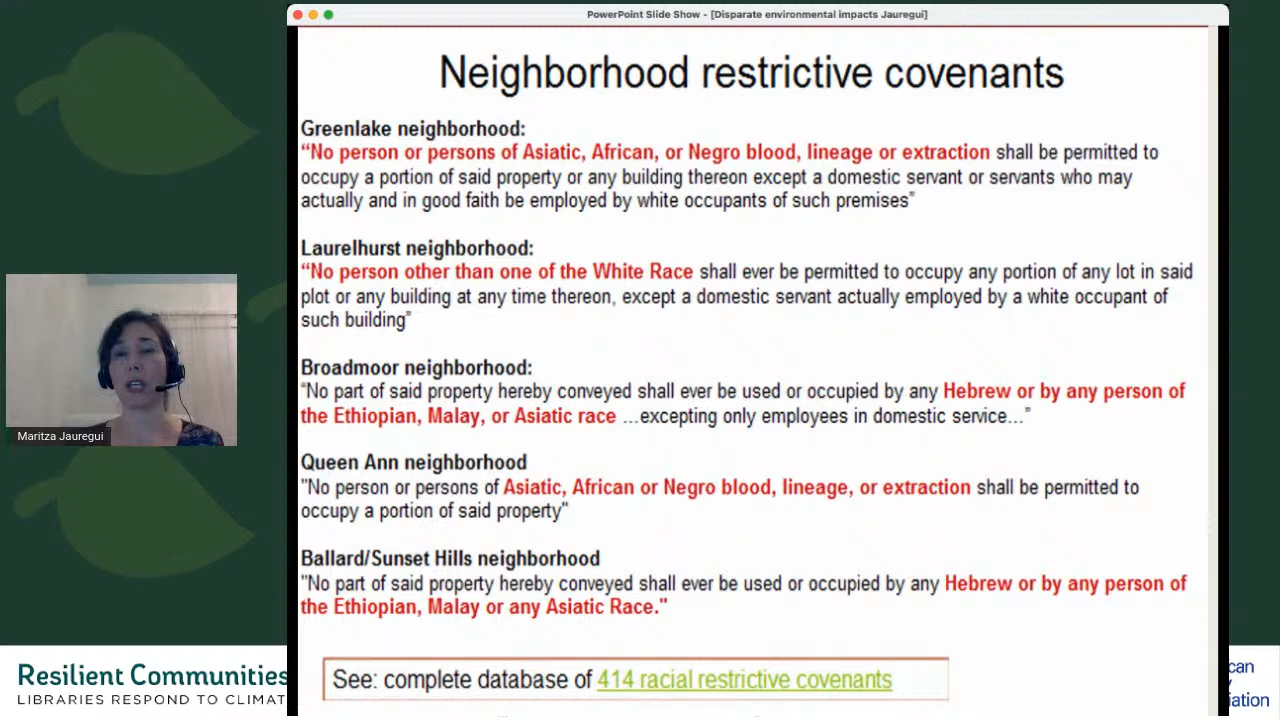 PowerPoint Slide Show - [Disparate environmental impacts Jauregui]
Neighborhood restrictive covenants
Greenlake neighborhood:
“No person or persons of Asiatic, African, or Negro blood, lineage or extraction shall be permitted to
occupy a portion of said property or any building thereon except a domestic servant or servants who may
actually and in good faith be employed by white occupants of such premises”
Laurelhurst neighborhood:
“No person other than one of the White Race shall ever be permitted to occupy any portion of any lot in said
plot or any building at any time thereon, except a domestic servant actually employed by a white occupant of
such building”
Broadmoor neighborhood:
“No part of said property hereby conveyed shall ever be used or occupied by any Hebrew or by any person of
the Ethiopian, Malay, or Asiatic race …excepting only employees in domestic service…”
Queen Ann neighborhood
"No person or persons of Asiatic, African or Negro blood, lineage, or extraction shall be permitted to
occupy a portion of said property"
Ballard/Sunset Hills neighborhood
"No part of said property hereby conveyed shall ever be used or occupied by any Hebrew or by any person of
the Ethiopian, Malay or any Asiatic Race."
See: complete database of 414 racial restrictive covenants
Maritza Jauregui
Resilient Communities
LIBRARIES RESPOND TO CLIMAT
can
iation